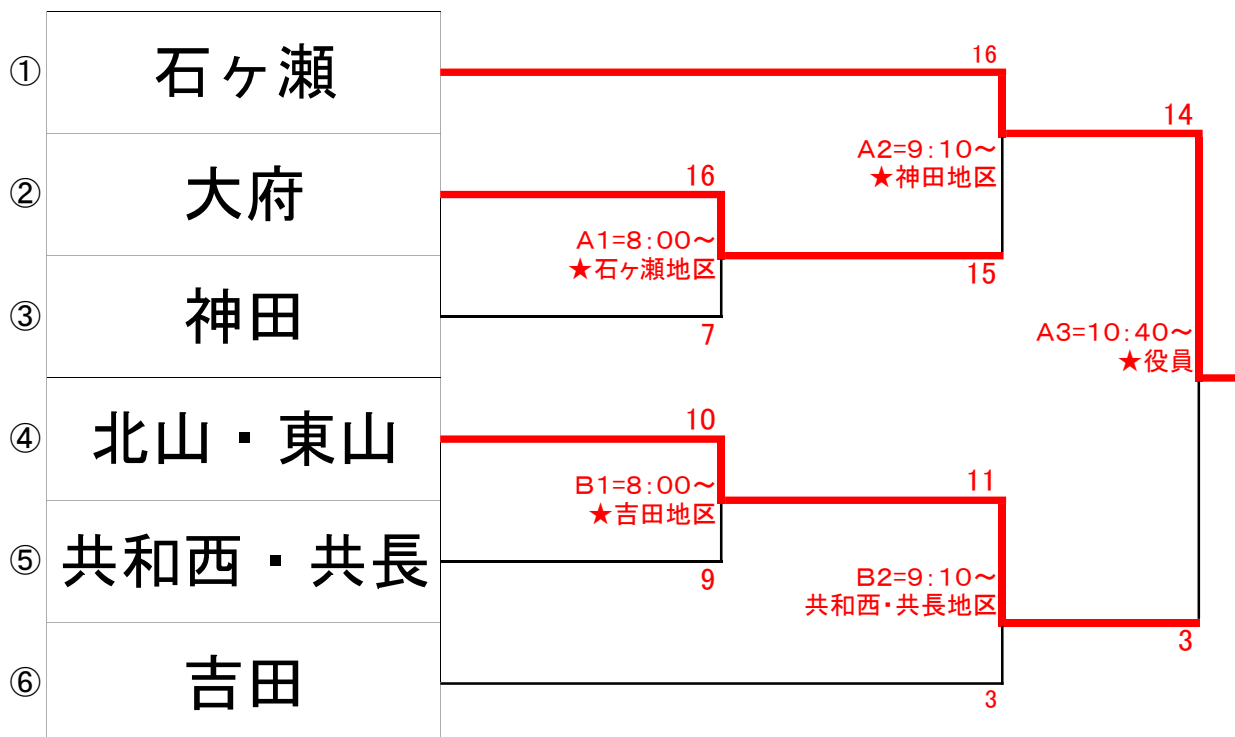 ① 石ヶ瀬
16
14
A2=9:10～
★神田地区
② 大府
16
A1=8:00～
★石ヶ瀬地区
15
③ 神田
7
A3=10:40～
★役員
④ 北山・東山
10
B1=8:00～
★吉田地区
11
⑤ 共和西・共長
9
B2=9:10～
共和西・共長地区
3
⑥ 吉田
3